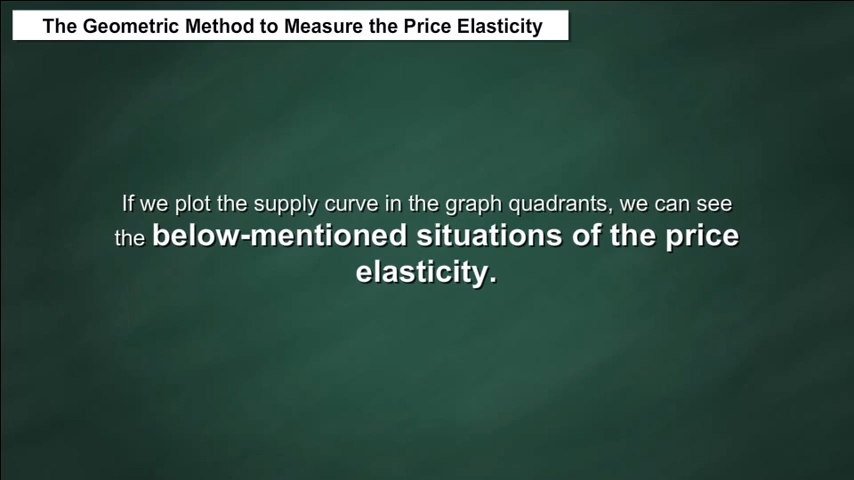 The Geometric Method to Measure the Price Elasticity
If we plot the supply curve in the graph quadrants, we can see
the below-mentioned situations of the price
elasticity.